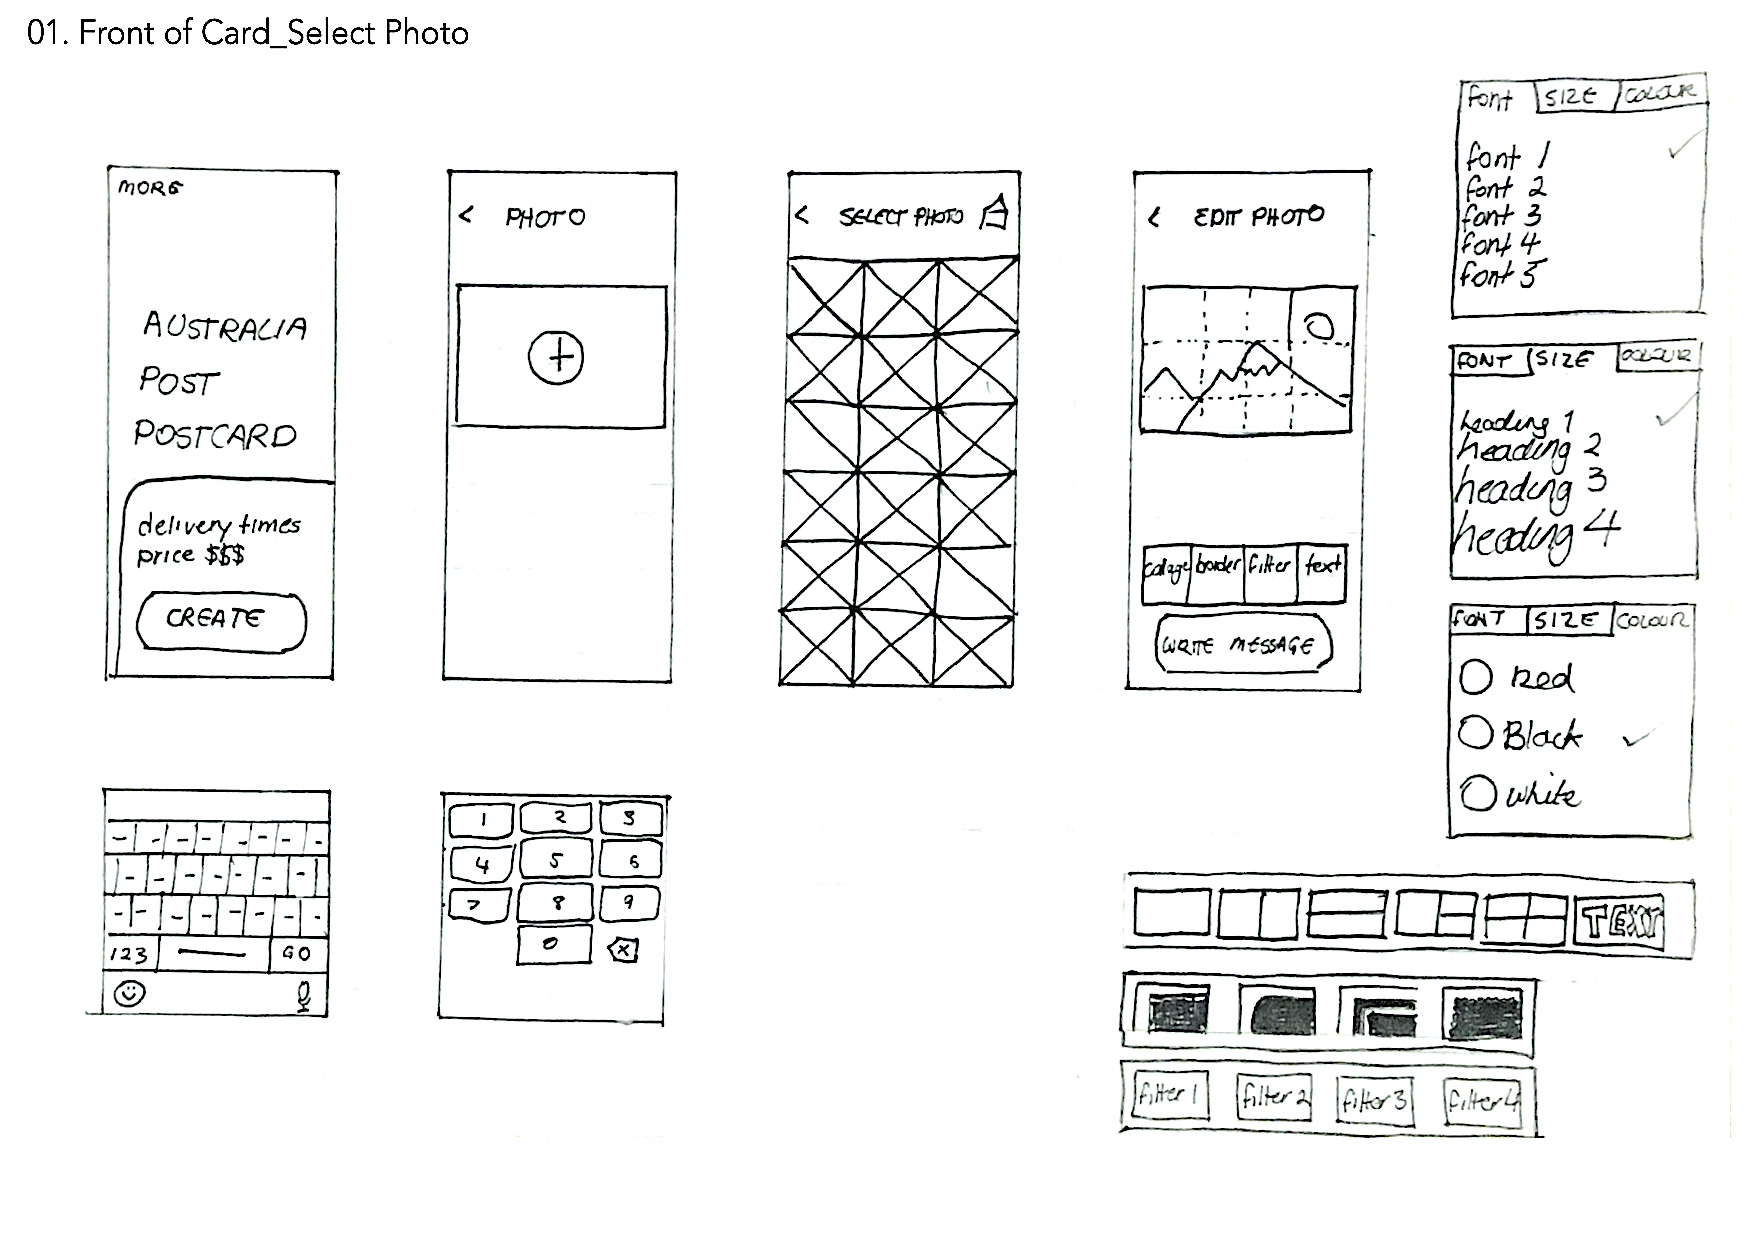 01. Front of Card_Select Photo
MORE
AUSTRALIA
POST
POSTCARD
delivery times
price $$$
CREATE
< PHOTO
+
< SELECT PHOTO
< EDIT PHOTO
collage border filter text
WRITE MESSAGE
font SIZE COLOUR
font 1
font 2
font 3
font 4
font 5
FONT SIZE COLOUR
heading 1
heading 2
heading 3
heading 4
FONT SIZE COLOUR
Red
Black
white
123 GO
1 2 3
4 5 6
7 8 9
0 x
TEXT
filter 1 filter 2 filter 3 filter 4